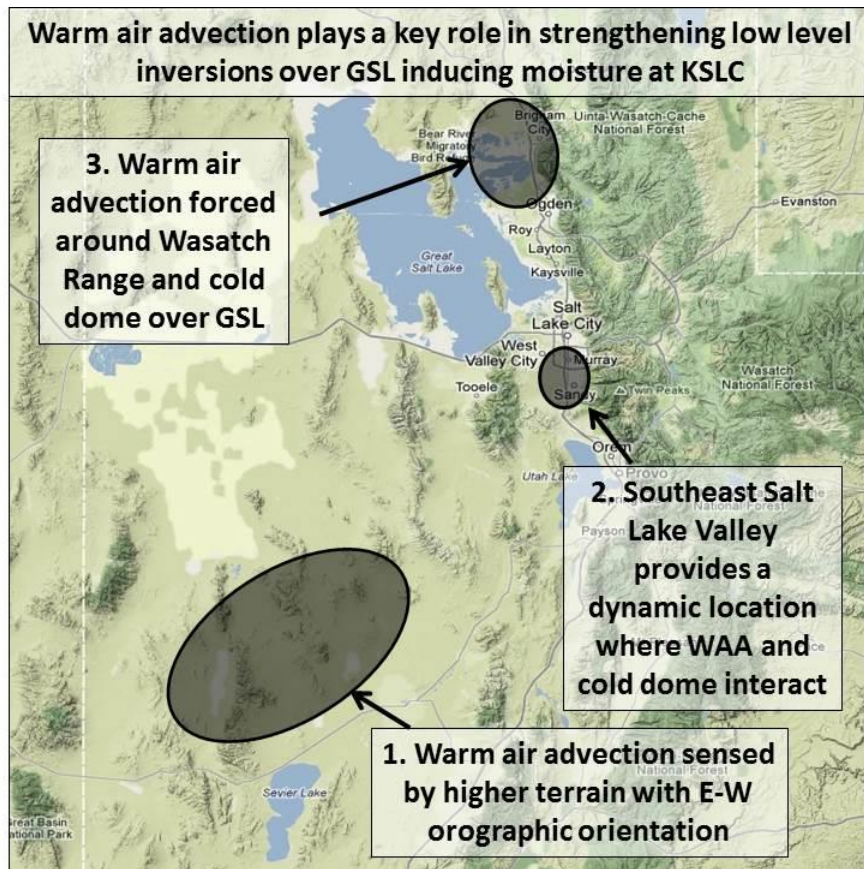 Warm air advection plays a key role in strengthening low level
inversions over GSL inducing moisture at KSLC
3. Warm air
advection forced
around Wasatch
Range and cold
dome over GSL
Bear River
Migratory
Bird Refuge
Brigham
City
Uinta-Wasatch-Cache
National Forest
Evanston
Ogden
Roy
Layton
Kaysville
Great
Salt Lake
Salt
Lake City
West
Valley City
Murray
Tooele
Sandy
Twin Peaks
Wasatch
National Forest
Orem
Provo
Utah Lake
Payson
2. Southeast Salt
Lake Valley
provides a
dynamic location
where WAA and
cold dome interact
1. Warm air advection sensed
by higher terrain with E-W
orographic orientation
Sevier Lake
Great Basin
National Park
National Forest